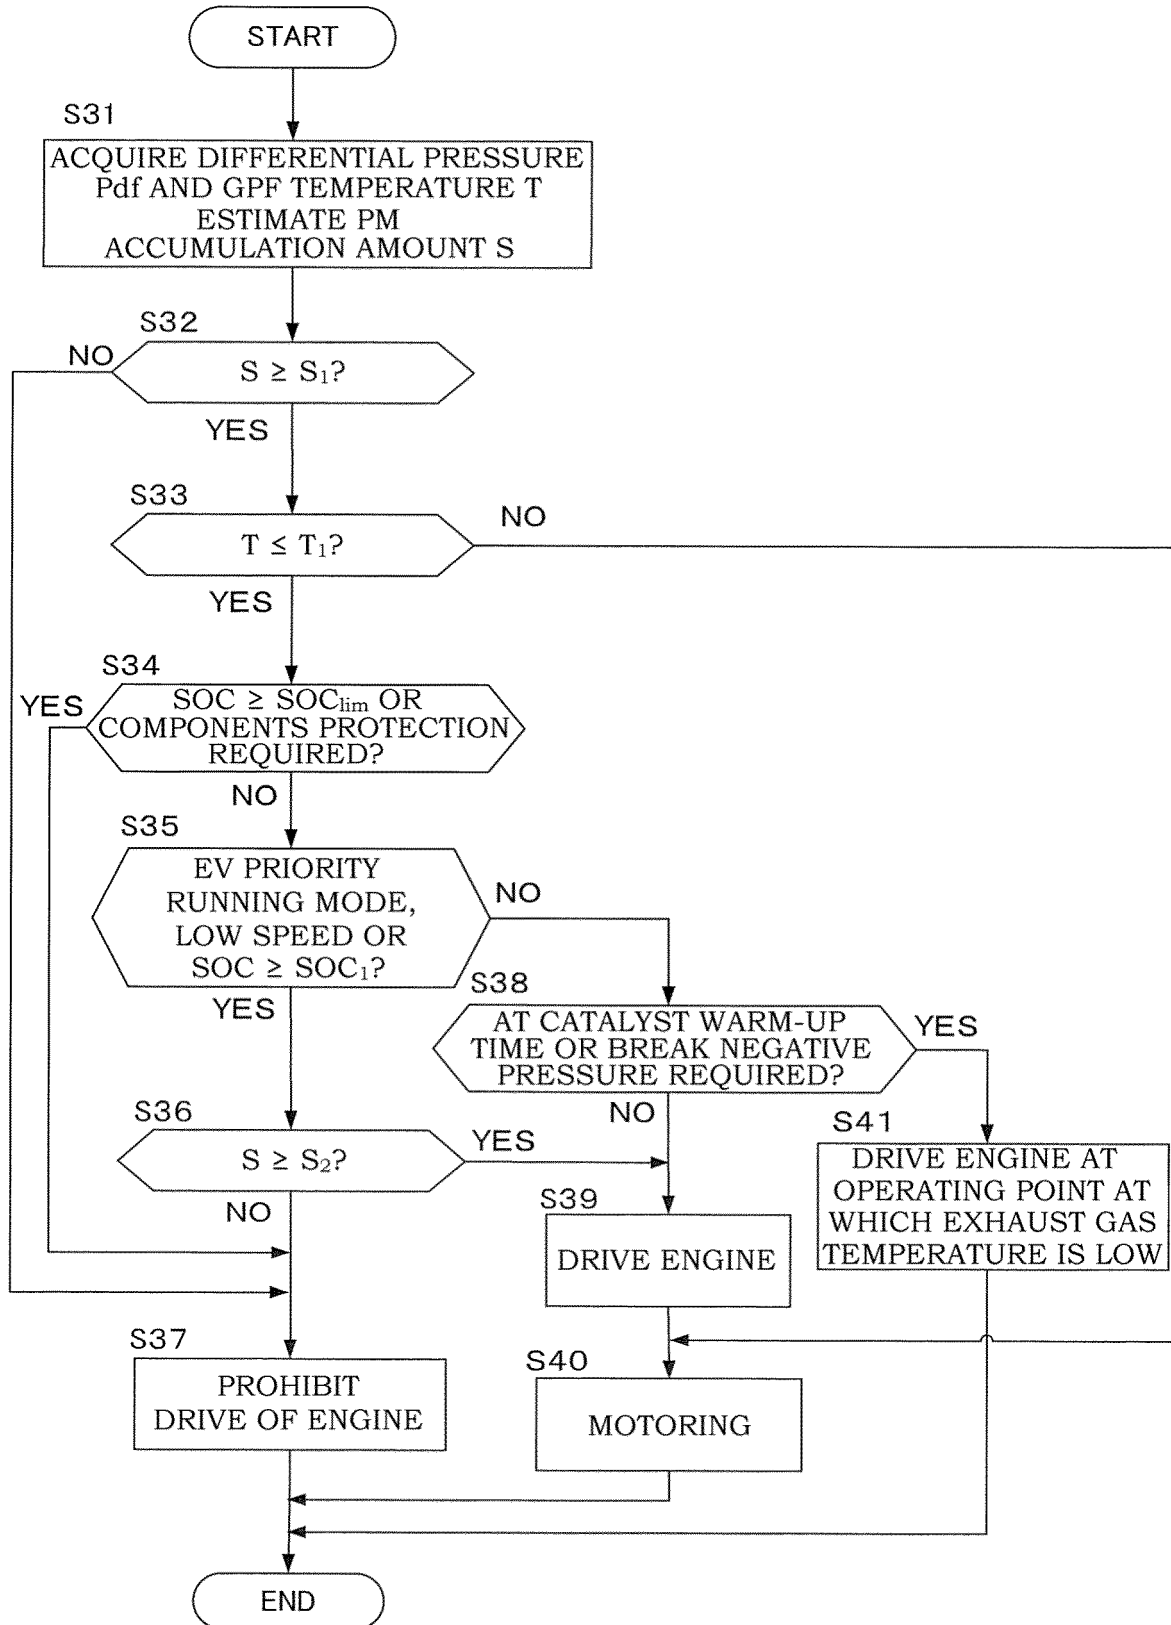 START
S31
ACQUIRE DIFFERENTIAL PRESSURE
Pdf AND GPF TEMPERATURE T
ESTIMATE PM
ACCUMULATION AMOUNT S
S32
NO
S ≥ S₁?
YES
S33
NO
T ≤ T₁?
YES
S34
YES
SOC ≥ SOClim OR
COMPONENTS PROTECTION
REQUIRED?
NO
S35
EV PRIORITY
RUNNING MODE,
LOW SPEED OR
SOC ≥ SOC₁?
NO
YES
S38
AT CATALYST WARM-UP
TIME OR BREAK NEGATIVE
PRESSURE REQUIRED?
YES
NO
S36
S ≥ S₂?
YES
NO
S41
DRIVE ENGINE AT
OPERATING POINT AT
WHICH EXHAUST GAS
TEMPERATURE IS LOW
S39
DRIVE ENGINE
S37
PROHIBIT
DRIVE OF ENGINE
S40
MOTORING
END